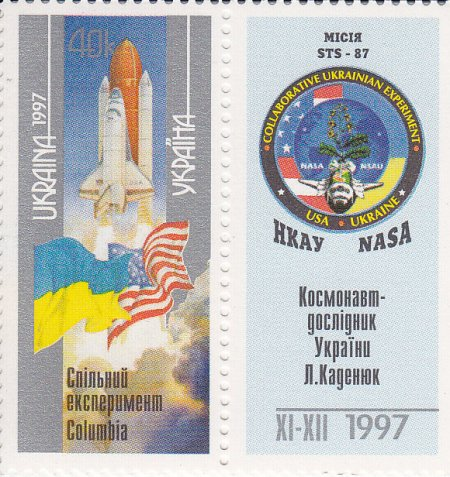 40к
UKRAINA 1997
УКРАЇНА
Спільний
експеримент
Columbia
МІСІЯ
STS - 87
COLLABORATIVE UKRAINIAN EXPERIMENT
NASA NSAU
USA UKRAINE
НКАУ NASA
Космонавт-
дослідник
України
Л.Каденюк
XI-XII 1997